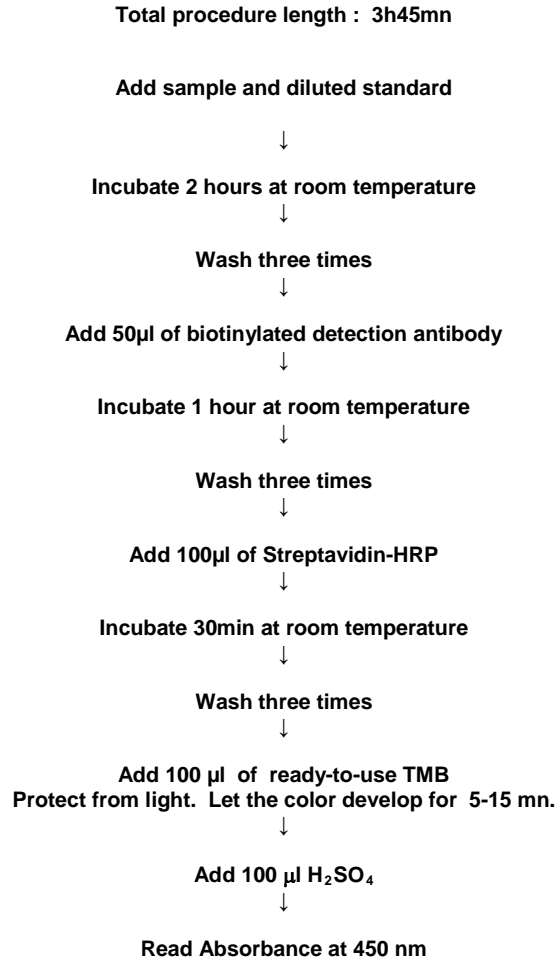 Total procedure length : 3h45mn
Add sample and diluted standard
↓
Incubate 2 hours at room temperature
↓
Wash three times
↓
Add 50µl of biotinylated detection antibody
↓
Incubate 1 hour at room temperature
↓
Wash three times
↓
Add 100µl of Streptavidin-HRP
↓
Incubate 30min at room temperature
↓
Wash three times
↓
Add 100 µl of ready-to-use TMB
Protect from light. Let the color develop for 5-15 mn.
↓
Add 100 µl H₂SO₄
↓
Read Absorbance at 450 nm